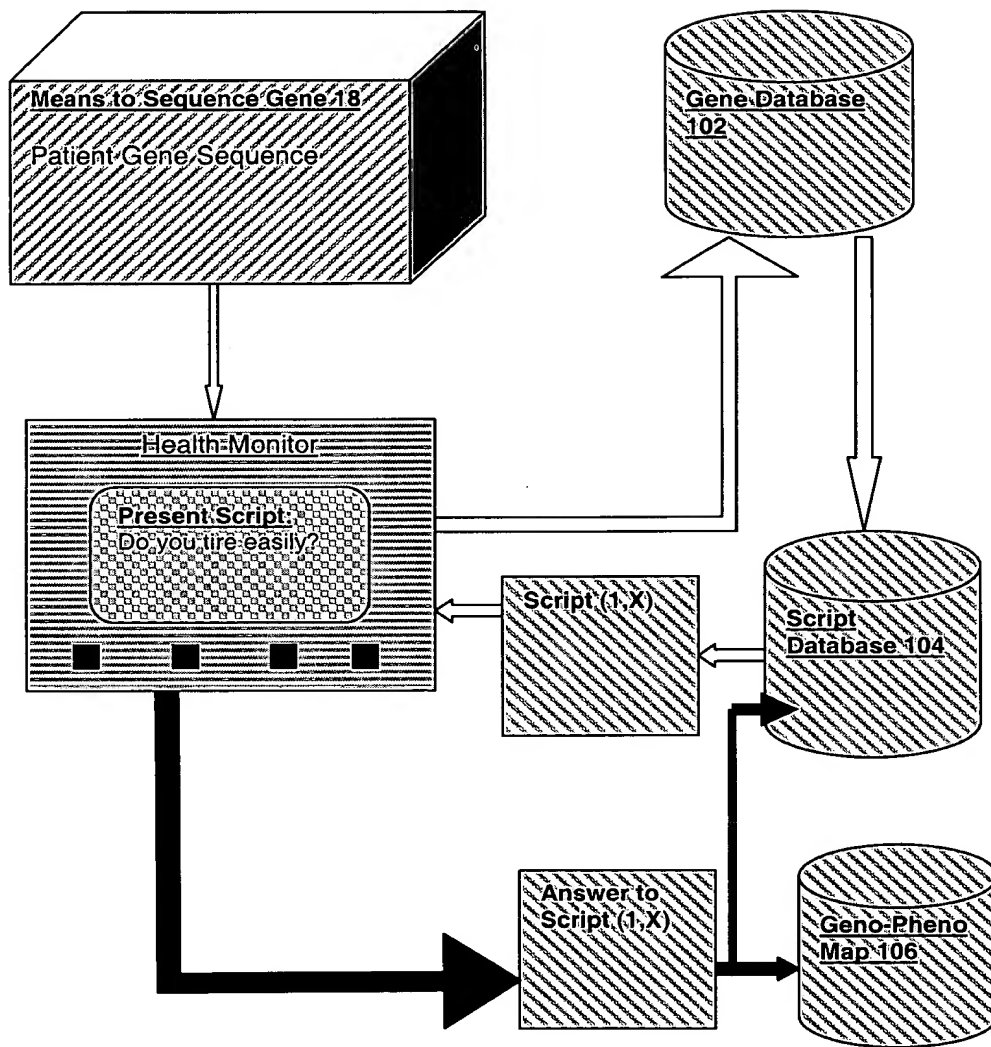 Means to Sequence Gene 18
Patient Gene Sequence
Gene Database
102
Health Monitor
Present Script:
Do you tire easily?
Script (1,X)
Script
Database 104
Answer to
Script (1,X)
Geno-Pheno
Map 106